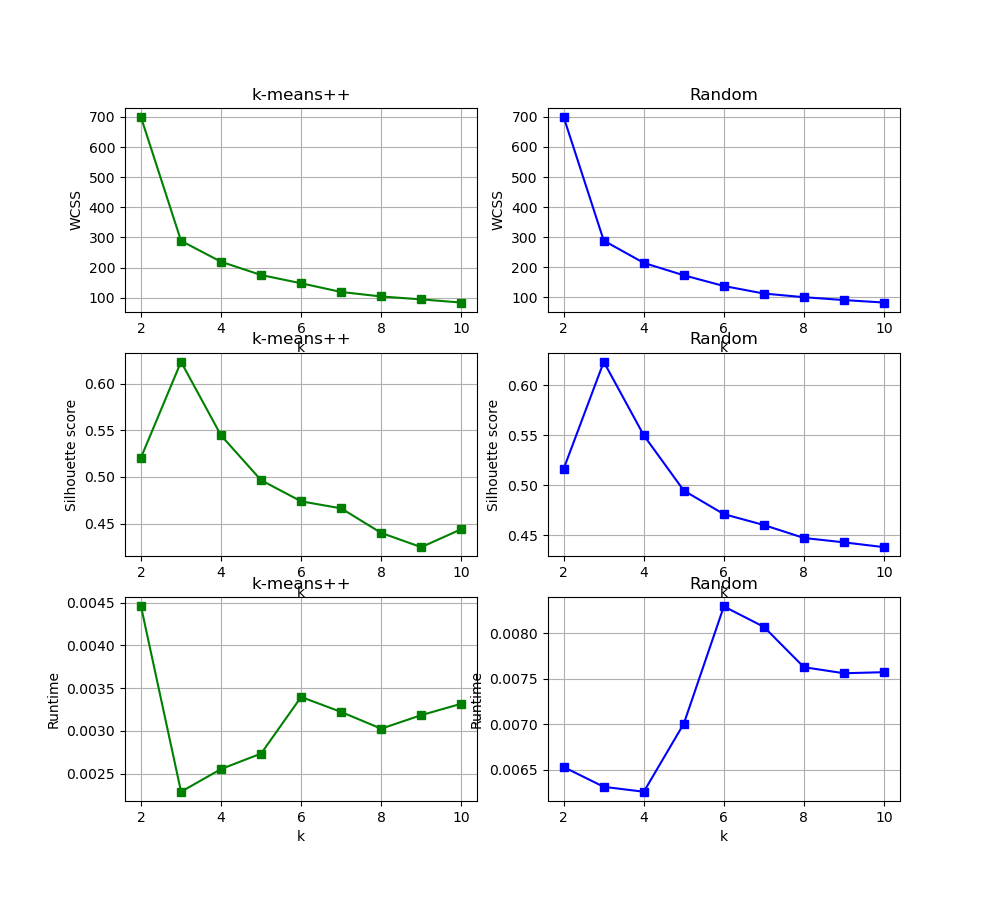 k-means++
Random
700
600
500
400
300
200
100
WCSS
2 4 6 8 10
k
700
600
500
400
300
200
100
WCSS
2 4 6 8 10
k
k-means++
Random
0.60
0.55
0.50
0.45
Silhouette score
2 4 6 8 10
k
0.60
0.55
0.50
0.45
Silhouette score
2 4 6 8 10
k
k-means++
Random
0.0045
0.0040
0.0035
0.0030
0.0025
Runtime
2 4 6 8 10
k
0.0080
0.0075
0.0070
0.0065
Runtime
2 4 6 8 10
k